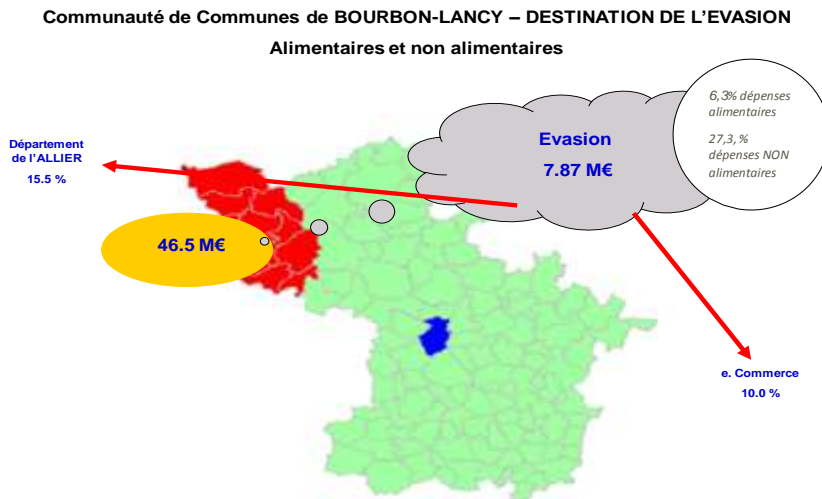 Communauté de Communes de BOURBON-LANCY – DESTINATION DE L'EVASION
Alimentaires et non alimentaires
6,3% dépenses
alimentaires
27,3,%
dépenses NON
alimentaires
Evasion
7.87 M€
Département
de l'ALLIER
15.5 %
46.5 M€
e. Commerce
10.0 %